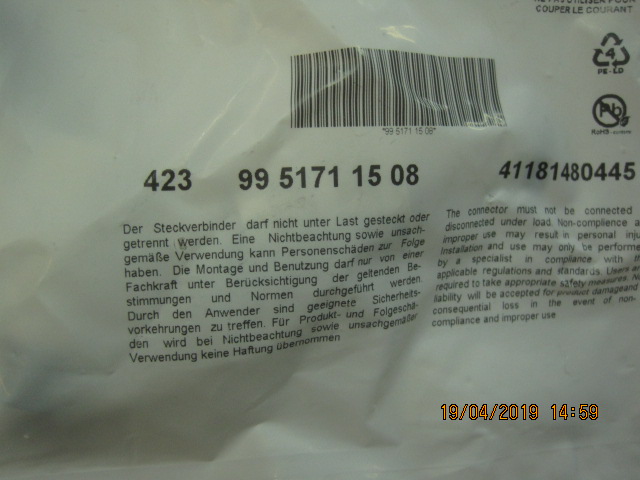 COUPER LE COURANT
4
PE-LD
Pb
RoHS
*99 5171 15 08*
423 99 5171 15 08 41181480445
Der Steckverbinder darf nicht unter Last gesteckt oder
getrennt werden. Eine Nichtbeachtung sowie unsach-
gemäße Verwendung kann Personenschäden zur Folge
haben. Die Montage und Benutzung darf nur von einer
Fachkraft unter Berücksichtigung der geltenden Be-
stimmungen und Normen durchgeführt werden.
Durch den Anwender sind geeignete Sicherheits-
vorkehrungen zu treffen. Für Produkt- und Folgeschä-
den wird bei Nichtbeachtung sowie unsachgemäßer
Verwendung keine Haftung übernommen
The connector must not be connected
disconnected under load. Non-compliance a
improper use may result in personal inju
Installation and use may only be performe
by a specialist in compliance with th
applicable regulations and standards. Users a
required to take appropriate safety measures. No
liability will be accepted for product damageand
consequential loss in the event of non-
compliance and improper use
19/04/2019 14:59